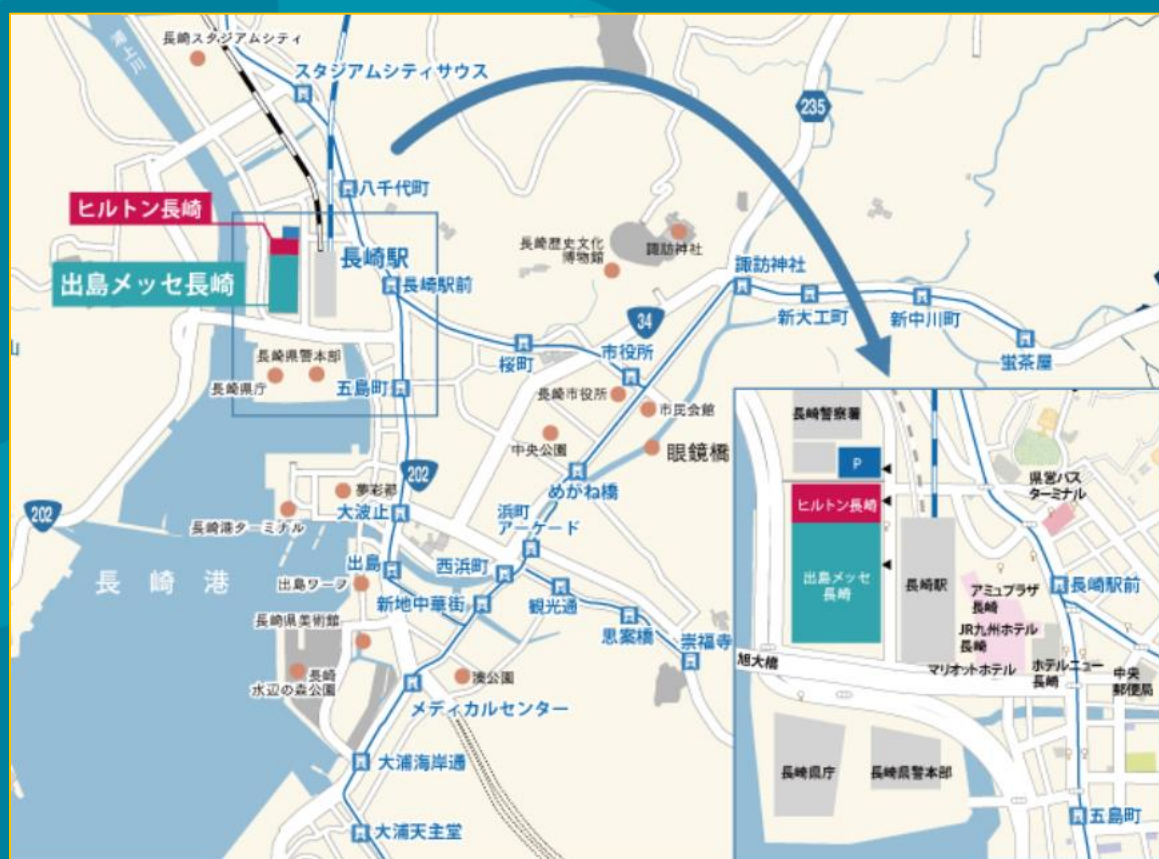 長崎スタジアムシティ
浦上川
スタジアムシティサウス
235
八千代町
ヒルトン長崎
長崎駅
出島メッセ長崎
長崎駅前
長崎歴史文化
博物館
諏訪神社
諏訪神社
新大工町
新中川町
蛍茶屋
34
市役所
桜町
長崎県警本部
長崎県庁
五島町
長崎市役所
市民会館
中央公園
眼鏡橋
山
202
夢彩都
めがね橋
202
長崎港ターミナル
大波止
浜町
アーケード
長崎港
出島
西浜町
出島ワーフ
新地中華街
観光通
長崎県美術館
思案橋
崇福寺
長崎
水辺の森公園
湊公園
メディカルセンター
大浦海岸通
大浦天主堂
長崎警察署
P
県営バス
ターミナル
ヒルトン長崎
出島メッセ
長崎
長崎駅
長崎駅前
アミュプラザ
長崎
JR九州ホテル
長崎
旭大橋
マリオットホテル
ホテルニュー
長崎
中央
郵便局
長崎県庁
長崎県警本部
五島町